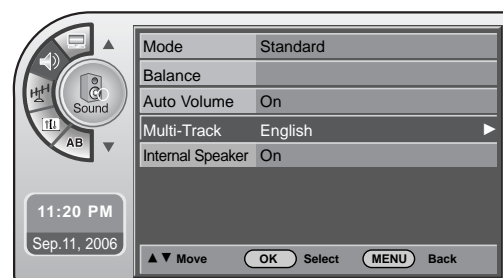 Mode Standard
Balance
Auto Volume On
Multi-Track English ▶
Internal Speaker On
Sound
AB
11:20 PM
Sep.11, 2006
▲▼ Move OK Select MENU Back